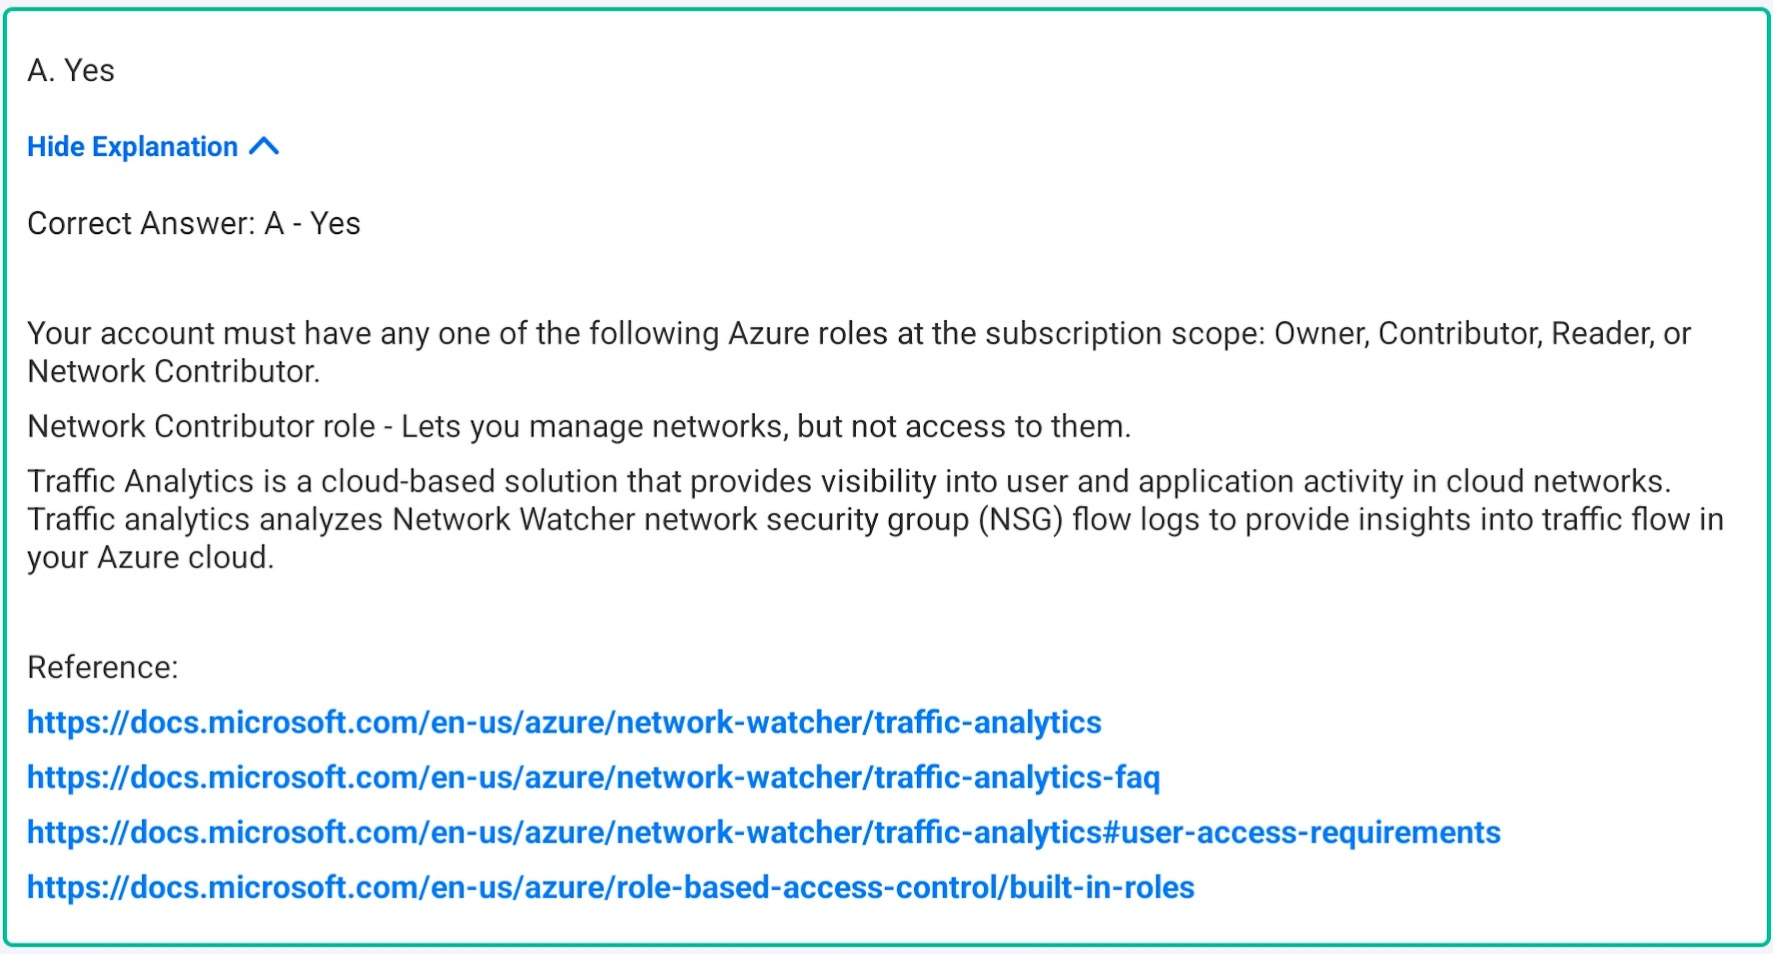 A. Yes
Hide Explanation
Correct Answer: A - Yes
Your account must have any one of the following Azure roles at the subscription scope: Owner, Contributor, Reader, or
Network Contributor.
Network Contributor role - Lets you manage networks, but not access to them.
Traffic Analytics is a cloud-based solution that provides visibility into user and application activity in cloud networks.
Traffic analytics analyzes Network Watcher network security group (NSG) flow logs to provide insights into traffic flow in
your Azure cloud.
Reference:
https://docs.microsoft.com/en-us/azure/network-watcher/traffic-analytics
https://docs.microsoft.com/en-us/azure/network-watcher/traffic-analytics-faq
https://docs.microsoft.com/en-us/azure/network-watcher/traffic-analytics#user-access-requirements
https://docs.microsoft.com/en-us/azure/role-based-access-control/built-in-roles